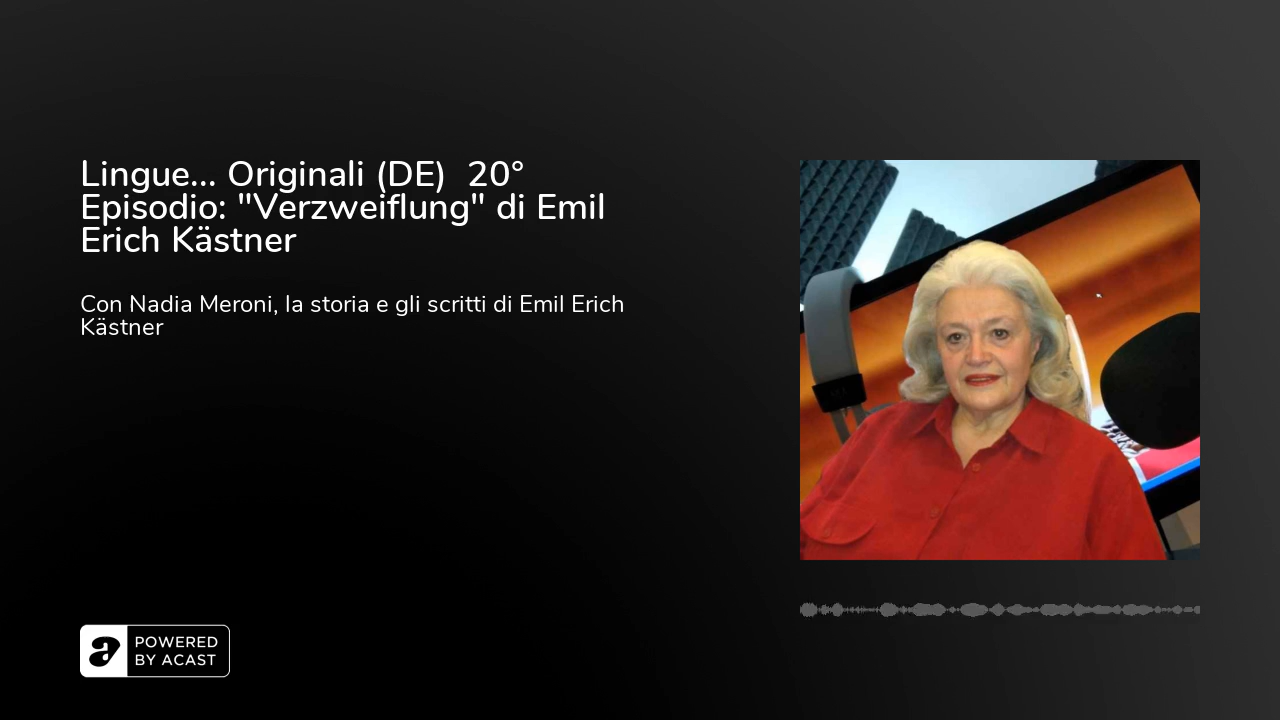 Lingue... Originali (DE)  20°
Episodio: "Verzweiflung" di Emil
Erich Kästner
Con Nadia Meroni, la storia e gli scritti di Emil Erich
Kästner
POWERED
BY ACAST